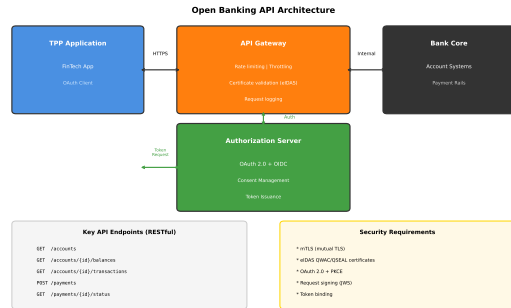 Open Banking API Architecture
TPP Application
FinTech App
OAuth Client
HTTPS
API Gateway
Rate limiting | Throttling
Certificate validation (eIDAS)
Request logging
Internal
Bank Core
Account Systems
Payment Rails
Auth
Token
Request
Authorization Server
OAuth 2.0 + OIDC
Consent Management
Token Issuance
Key API Endpoints (RESTful)
GET /accounts
GET /accounts/{id}/balances
GET /accounts/{id}/transactions
POST /payments
GET /payments/{id}/status
Security Requirements
* mTLS (mutual TLS)
* eIDAS QWAC/QSEAL certificates
* OAuth 2.0 + PKCE
* Request signing (JWS)
* Token binding